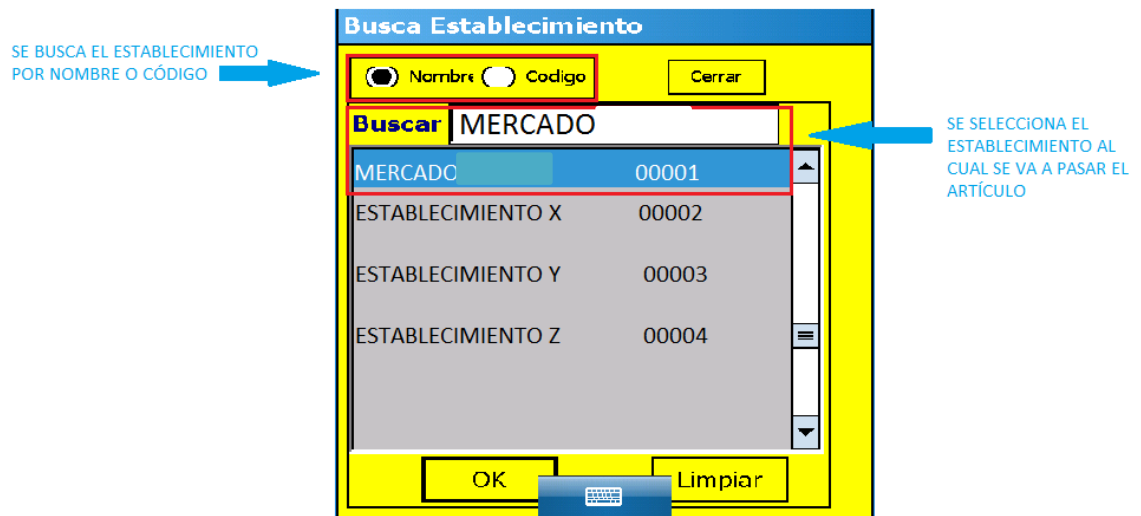 Busca Establecimiento
SE BUSCA EL ESTABLECIMIENTO
POR NOMBRE O CÓDIGO
Nombre Codigo Cerrar
Buscar MERCADO
SE SELECCiONA EL
ESTABLECIMIENTO AL
CUAL SE VA A PASAR EL
ARTÍCULO
MERCADO 00001
ESTABLECIMIENTO X 00002
ESTABLECIMIENTO Y 00003
ESTABLECIMIENTO Z 00004
OK Limpiar